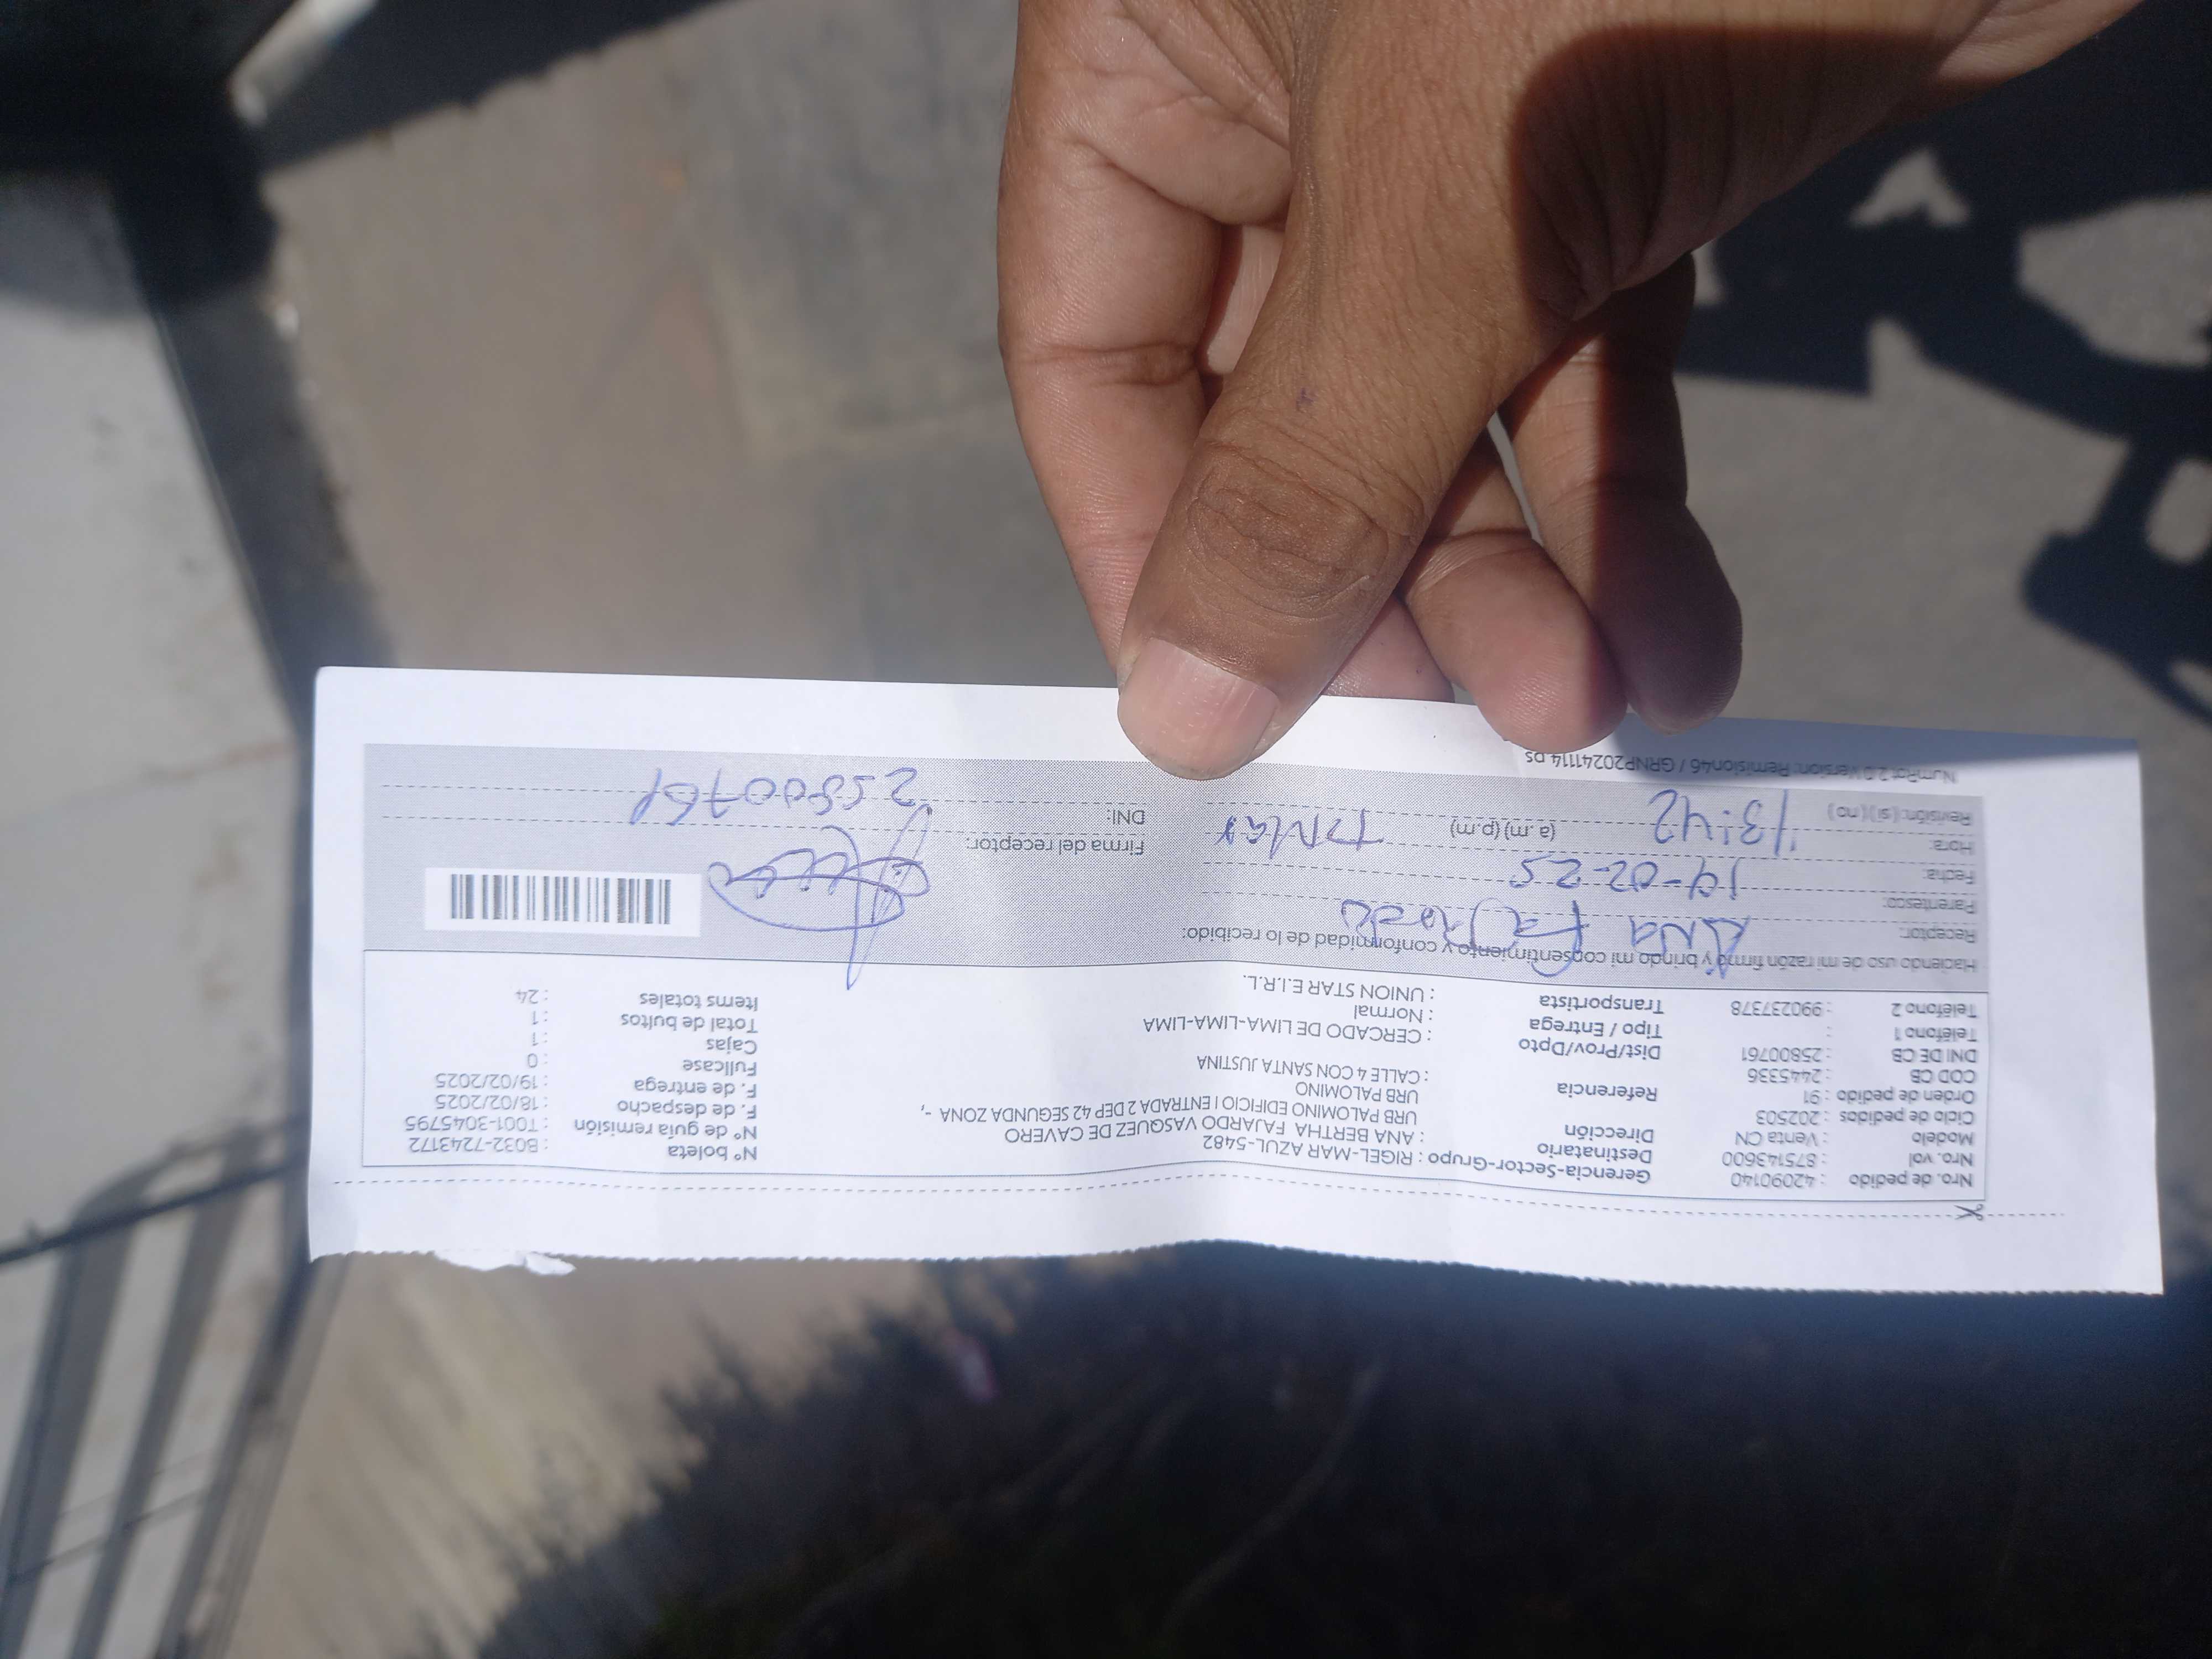 Nro. de pedido : 42090140 Gerencia-Sector-Grupo : RIGEL-MAR AZUL-5482 N° boleta : B032-72243172
Nro. vol : 875143600 Destinatario : ANA BERTHA FAJARDO VASQUEZ DE CAVERO N° de guía remisión : T001-3045795
Modelo : Venta CN Dirección URB PALOMINO EDIFICIO I ENTRADA 2 DEP 42 SEGUNDA ZONA -, F. de despacho : 18/02/2025
Ciclo de pedidos : 202503 URB PALOMINO F. de entrega : 19/02/2025
Orden de pedido : 91 Referencia : CALLE 4 CON SANTA JUSTINA Fullcase : 0
COD CB : 2445336 Cajas : 1
DNI DE CB : 25800761 Dist/Prov/Dpto : CERCADO DE LIMA-LIMA-LIMA Total de bultos : 1
Teléfono 1 : Tipo / Entrega : Normal Items totales : 24
Teléfono 2 : 990237378 Transportista : UNION STAR E.I.R.L.
Haciendo uso de mi razón firmo y brindo mi consentimiento y conformidad de lo recibido:
Receptor: Ana Fajardo
Parentesco:
Fecha: 19-02-25 Firma del receptor:
Hora: 13:42 (a.m) (p.m) DNI: 25800761
Revisión: ( si ) ( no )
NumRot 2.0 Version: Remision46 / GRNP20241114.ps